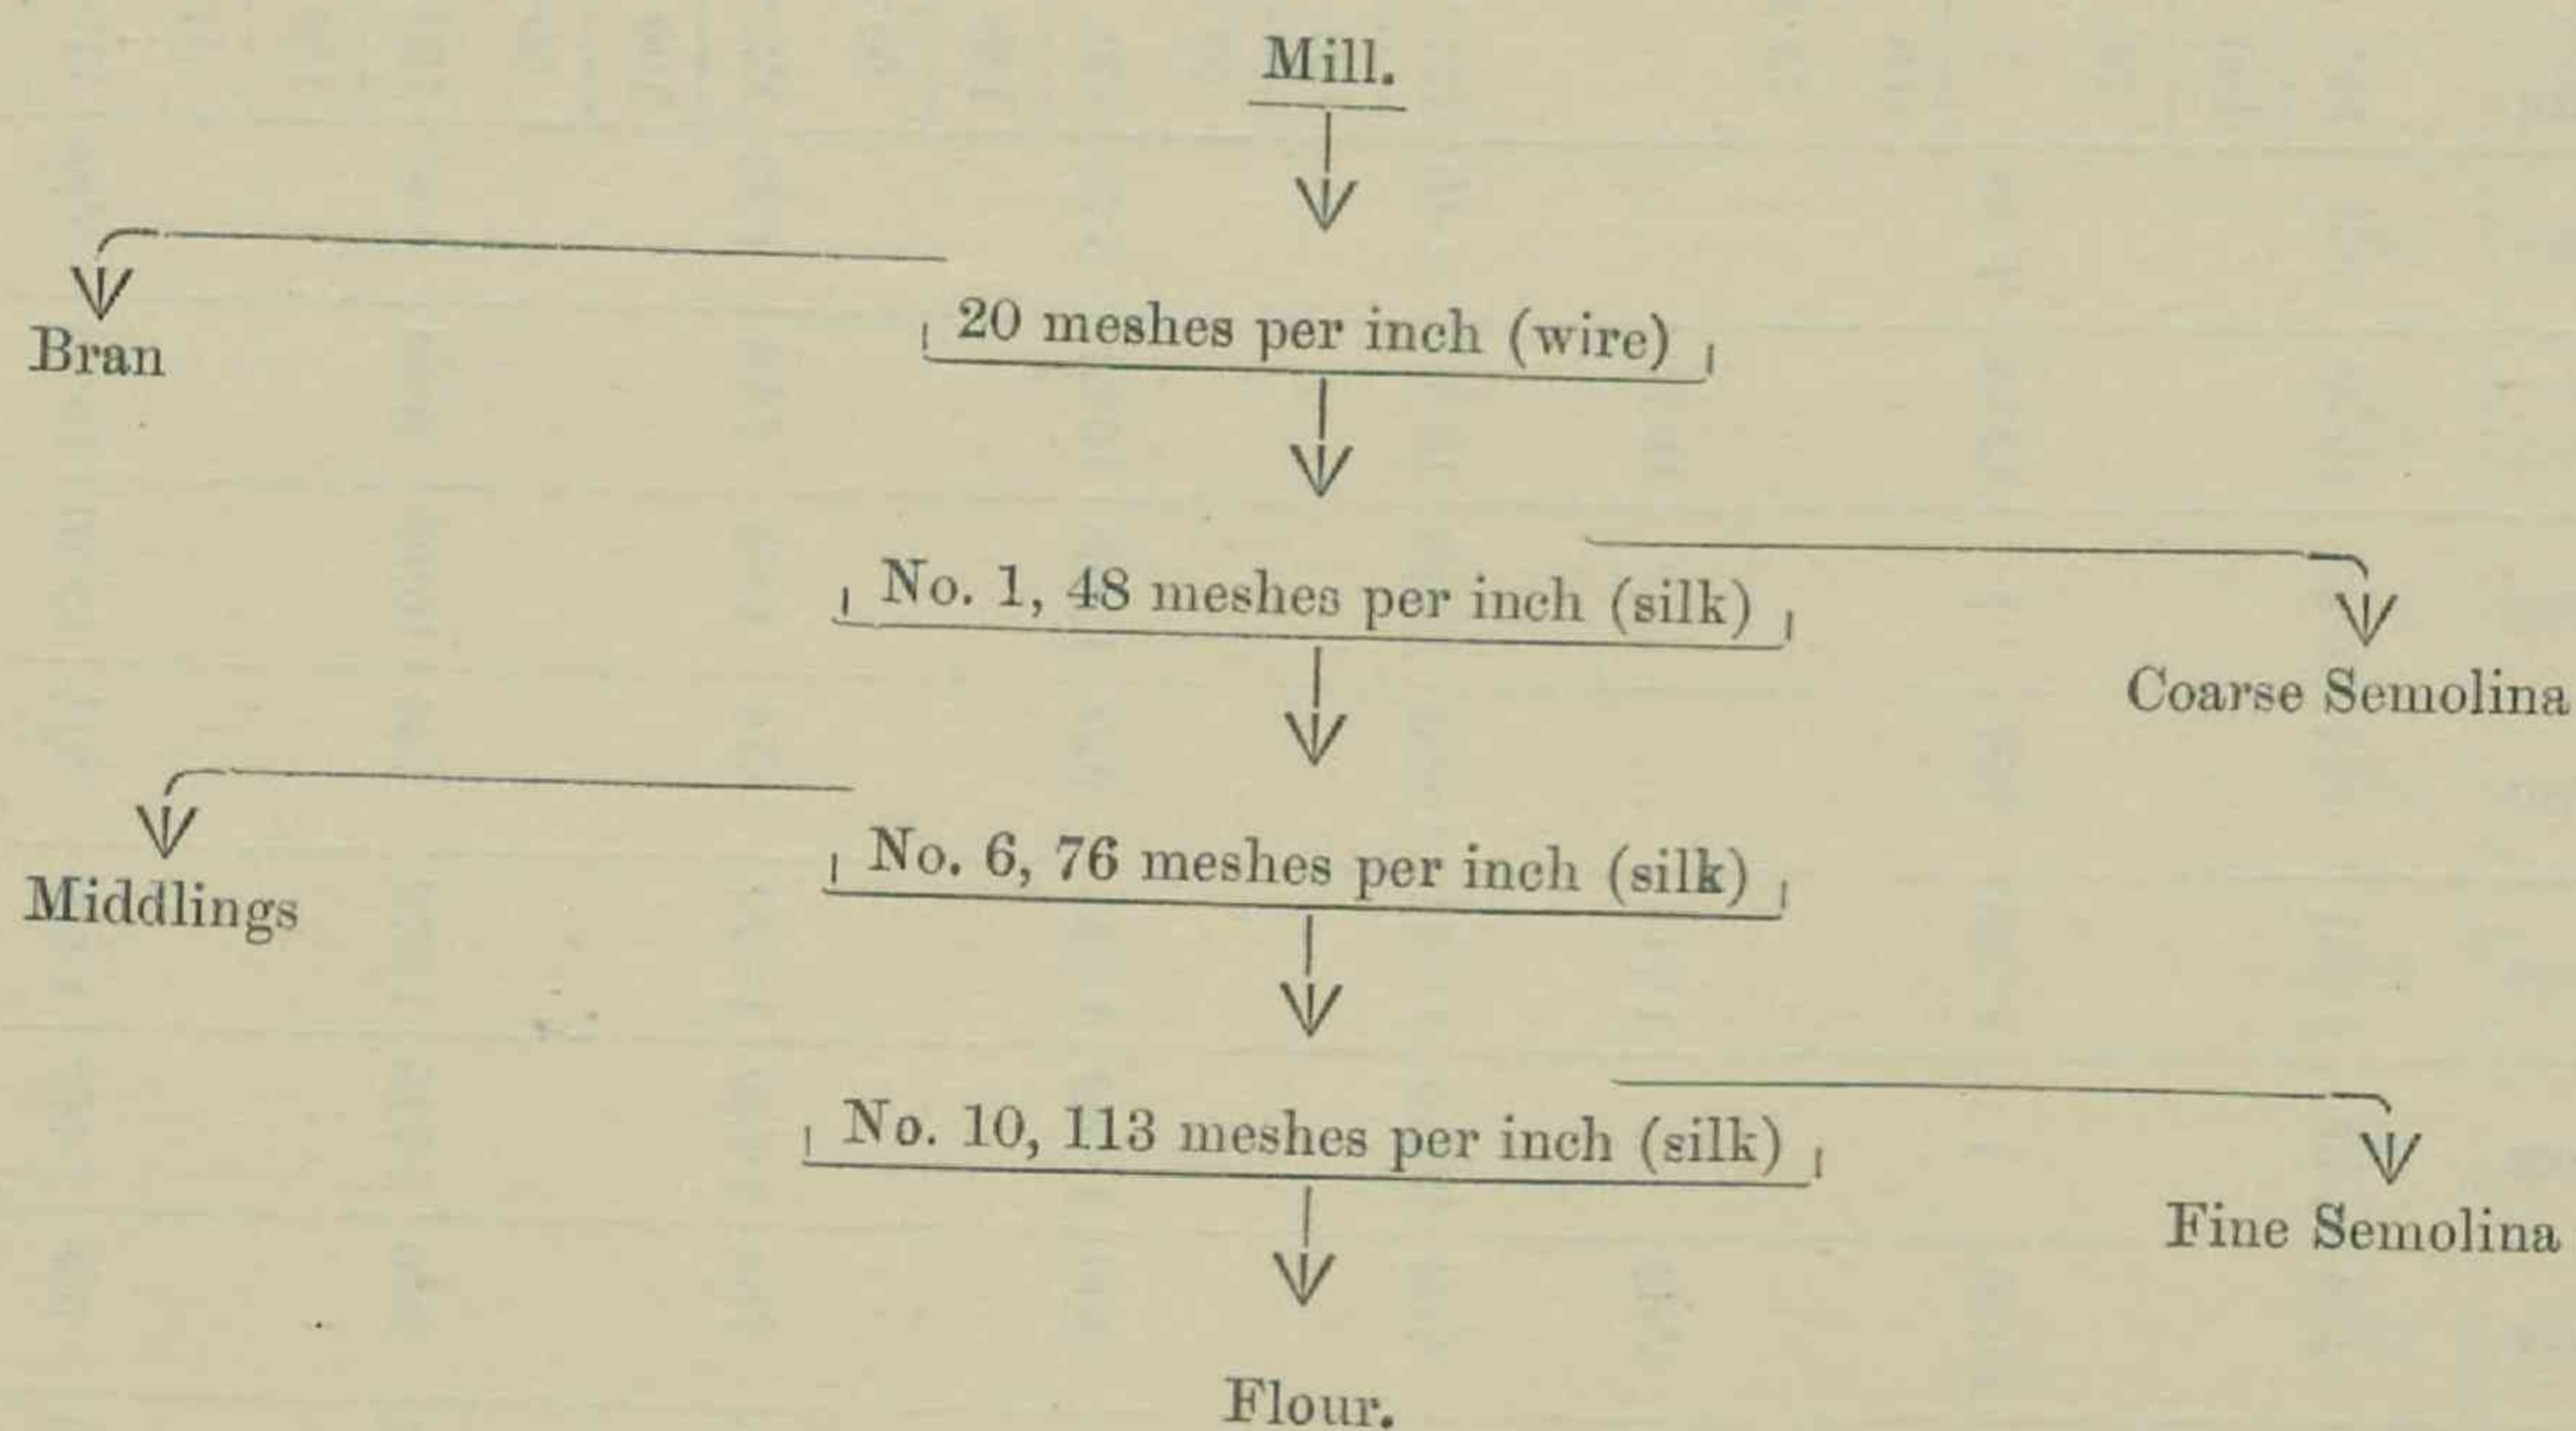 Mill.
20 meshes per inch (wire)
Bran
No. 1, 48 meshes per inch (silk)
Coarse Semolina
No. 6, 76 meshes per inch (silk)
Middlings
No. 10, 113 meshes per inch (silk)
Fine Semolina
Flour.